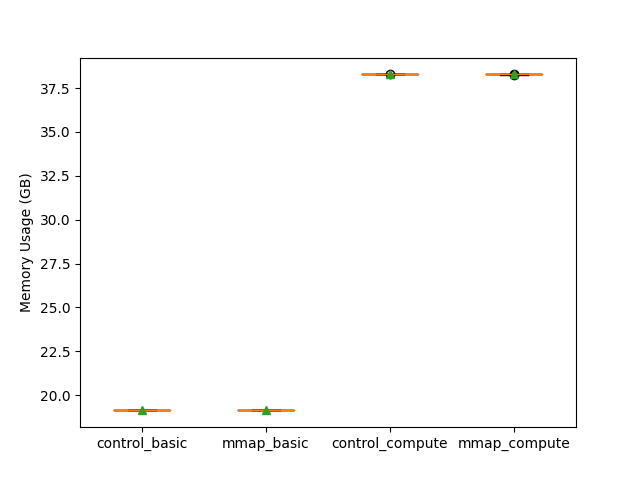 Memory Usage (GB)
37.5
35.0
32.5
30.0
27.5
25.0
22.5
20.0
control_basic
mmap_basic
control_compute
mmap_compute